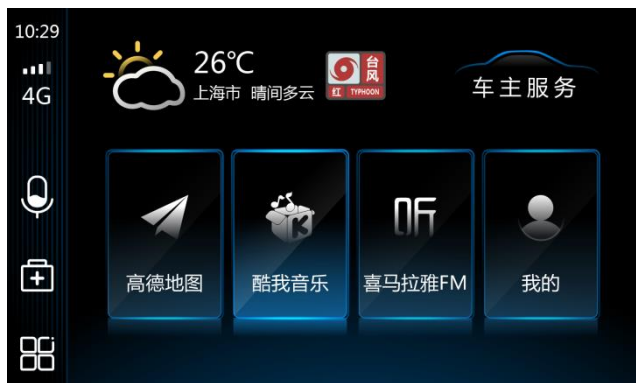 10:29
4G
26℃
上海市 晴间多云
台风
红 TYPHOON
车主服务
高德地图
K
酷我音乐
听
喜马拉雅FM
我的